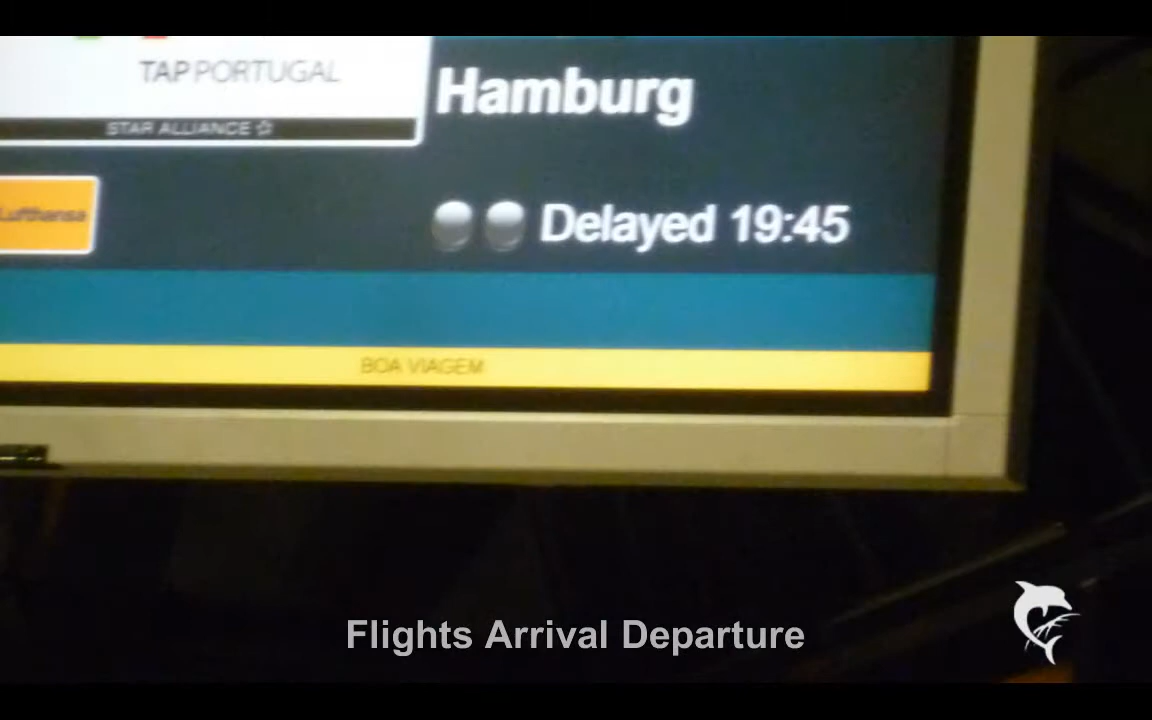 TAP PORTUGAL
Hamburg
STAR ALLIANCE
Lufthansa
Delayed 19:45
BOA VIAGEM
Flights Arrival Departure